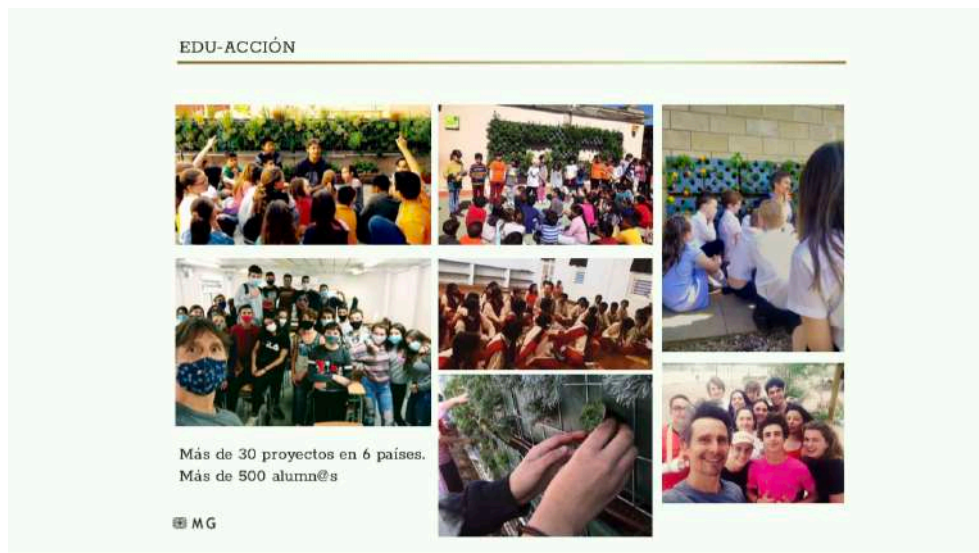 EDU-ACCIÓN
Más de 30 proyectos en 6 países.
Más de 500 alumn@s
MG